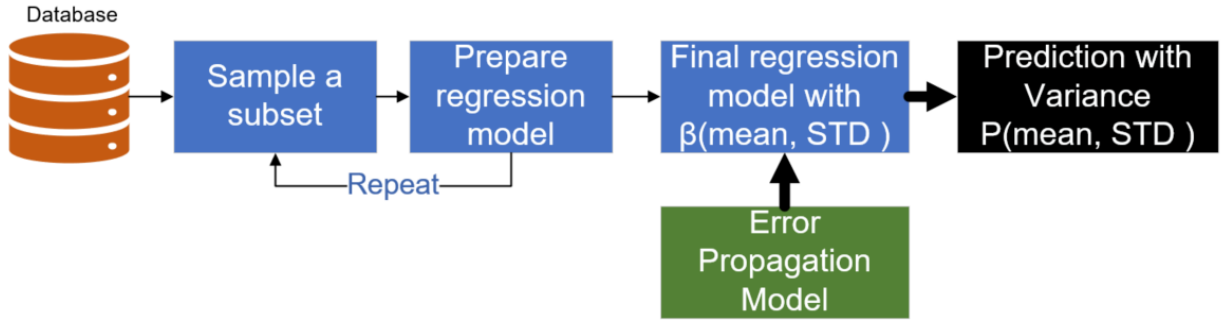 Database
Sample a
subset
Prepare
regression
model
Final regression
model with
β(mean, STD )
Prediction with
Variance
P(mean, STD )
Repeat
Error
Propagation
Model